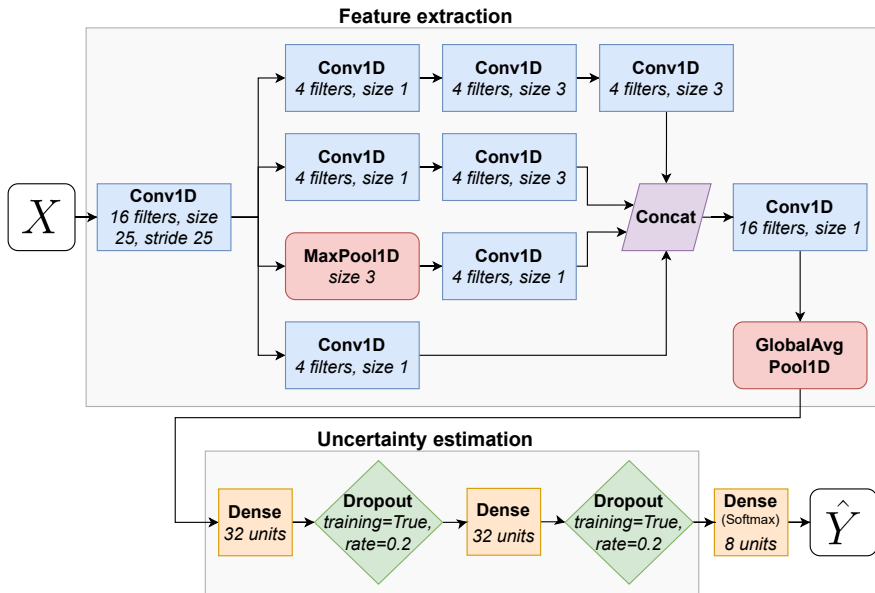 Feature extraction
Conv1D
4 filters, size 1
Conv1D
4 filters, size 3
Conv1D
4 filters, size 3
X
Conv1D
16 filters, size
25, stride 25
Conv1D
4 filters, size 1
Conv1D
4 filters, size 3
Concat
Conv1D
16 filters, size 1
MaxPool1D
size 3
Conv1D
4 filters, size 1
Conv1D
4 filters, size 1
GlobalAvg
Pool1D
Uncertainty estimation
Dense
32 units
Dropout
training=True,
rate=0.2
Dense
32 units
Dropout
training=True,
rate=0.2
Dense
(Softmax)
8 units
Ŷ